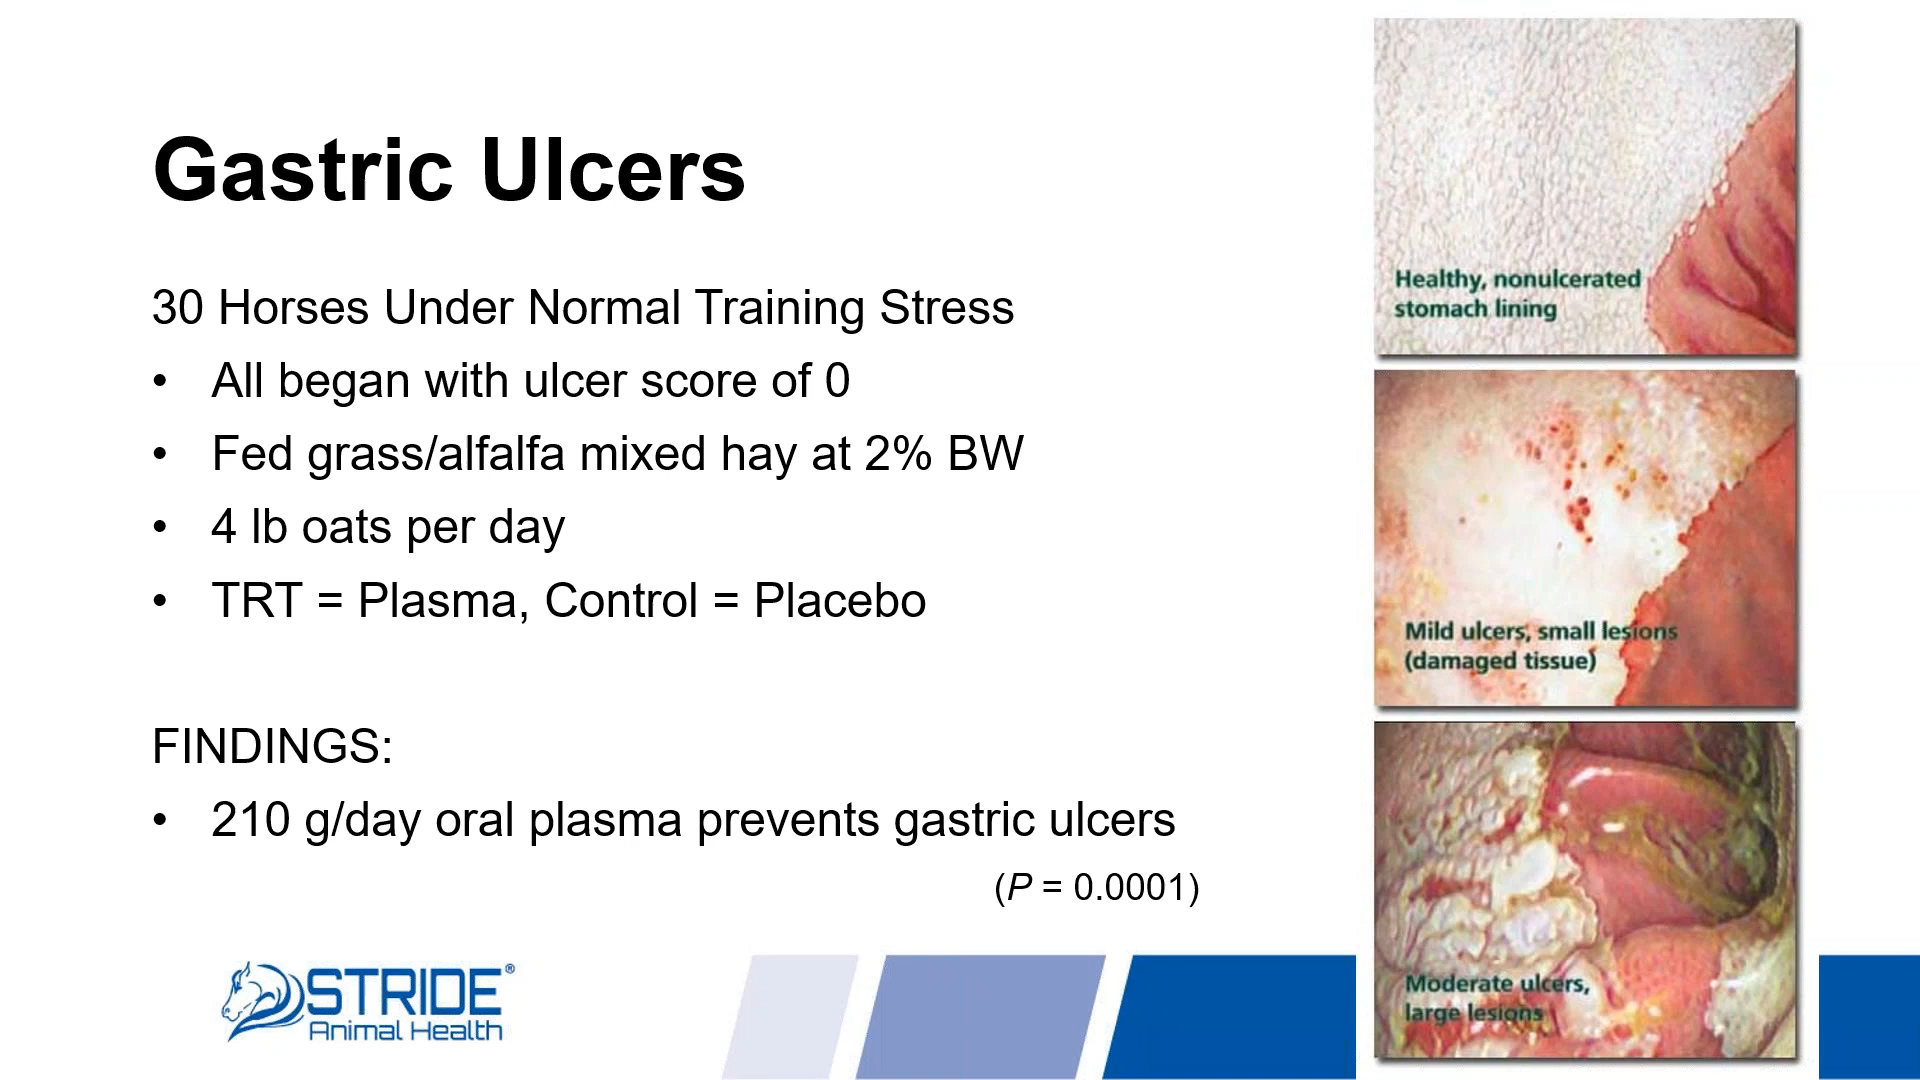 Gastric Ulcers
30 Horses Under Normal Training Stress
• All began with ulcer score of 0
• Fed grass/alfalfa mixed hay at 2% BW
• 4 lb oats per day
• TRT = Plasma, Control = Placebo
FINDINGS:
• 210 g/day oral plasma prevents gastric ulcers
(P = 0.0001)
Healthy, nonulcerated
stomach lining
Mild ulcers, small lesions
(damaged tissue)
Moderate ulcers,
large lesions
STRIDE®
Animal Health